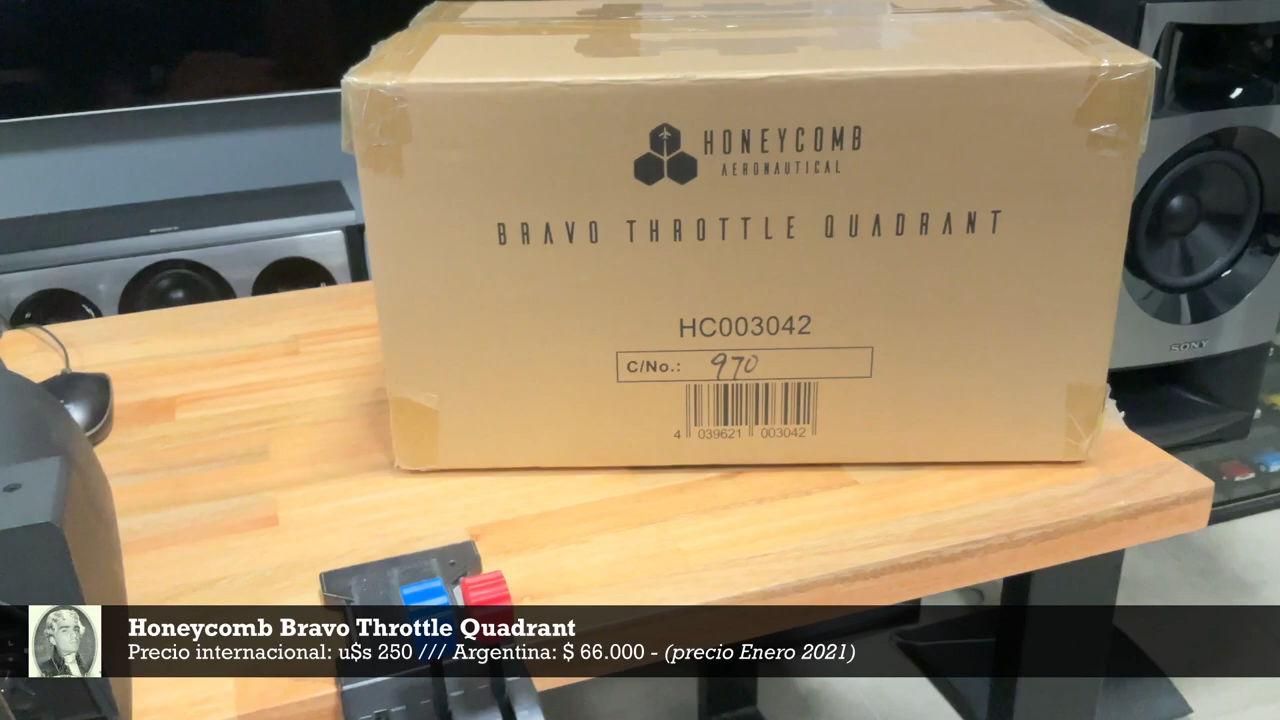 HONEYCOMB
AERONAUTICAL
BRAVO THROTTLE QUADRANT
HC003042
C/No.: 970
4 039621 003042
SONY
Honeycomb Bravo Throttle Quadrant
Precio internacional: u$s 250 /// Argentina: $ 66.000 - (precio Enero 2021)